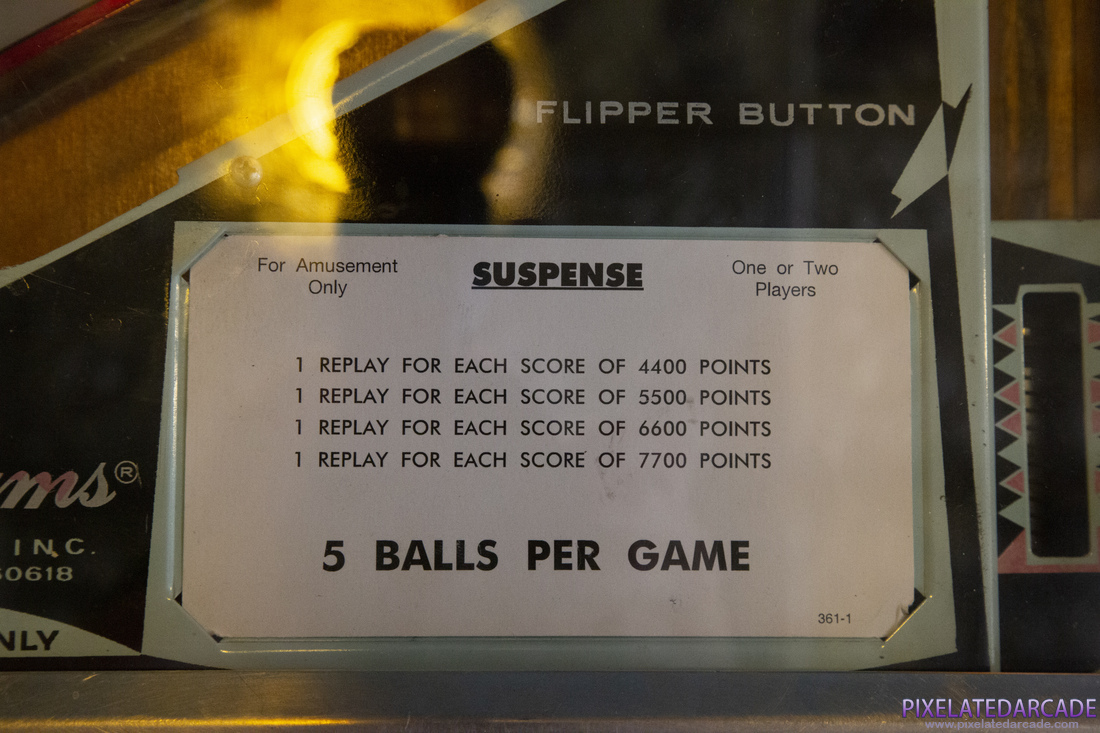 FLIPPER BUTTON
For Amusement
Only
SUSPENSE
One or Two
Players
1 REPLAY FOR EACH SCORE OF 4400 POINTS
1 REPLAY FOR EACH SCORE OF 5500 POINTS
1 REPLAY FOR EACH SCORE OF 6600 POINTS
1 REPLAY FOR EACH SCORE OF 7700 POINTS
5 BALLS PER GAME
361-1
INC.
PIXELATEDARCADE
www.pixelatedarcade.com